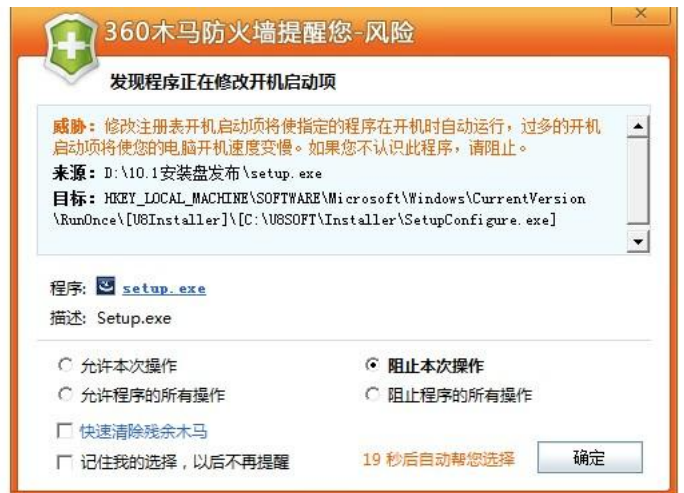 360木马防火墙提醒您-风险
发现程序正在修改开机启动项
威胁：修改注册表开机启动项将使指定的程序在开机时自动运行，过多的开机
启动项将使您的电脑开机速度变慢。如果您不认识此程序，请阻止。
来源：D:\10.1安装盘发布\setup.exe
目标：HKEY_LOCAL_MACHINE\SOFTWARE\Microsoft\Windows\CurrentVersion
\RunOnce\[U8Installer]\[C:\U8SOFT\Installer\SetupConfigure.exe]
程序: setup.exe
描述: Setup.exe
允许本次操作 阻止本次操作
允许程序的所有操作 阻止程序的所有操作
快速清除残余木马
记住我的选择，以后不再提醒 19 秒后自动帮您选择 确定